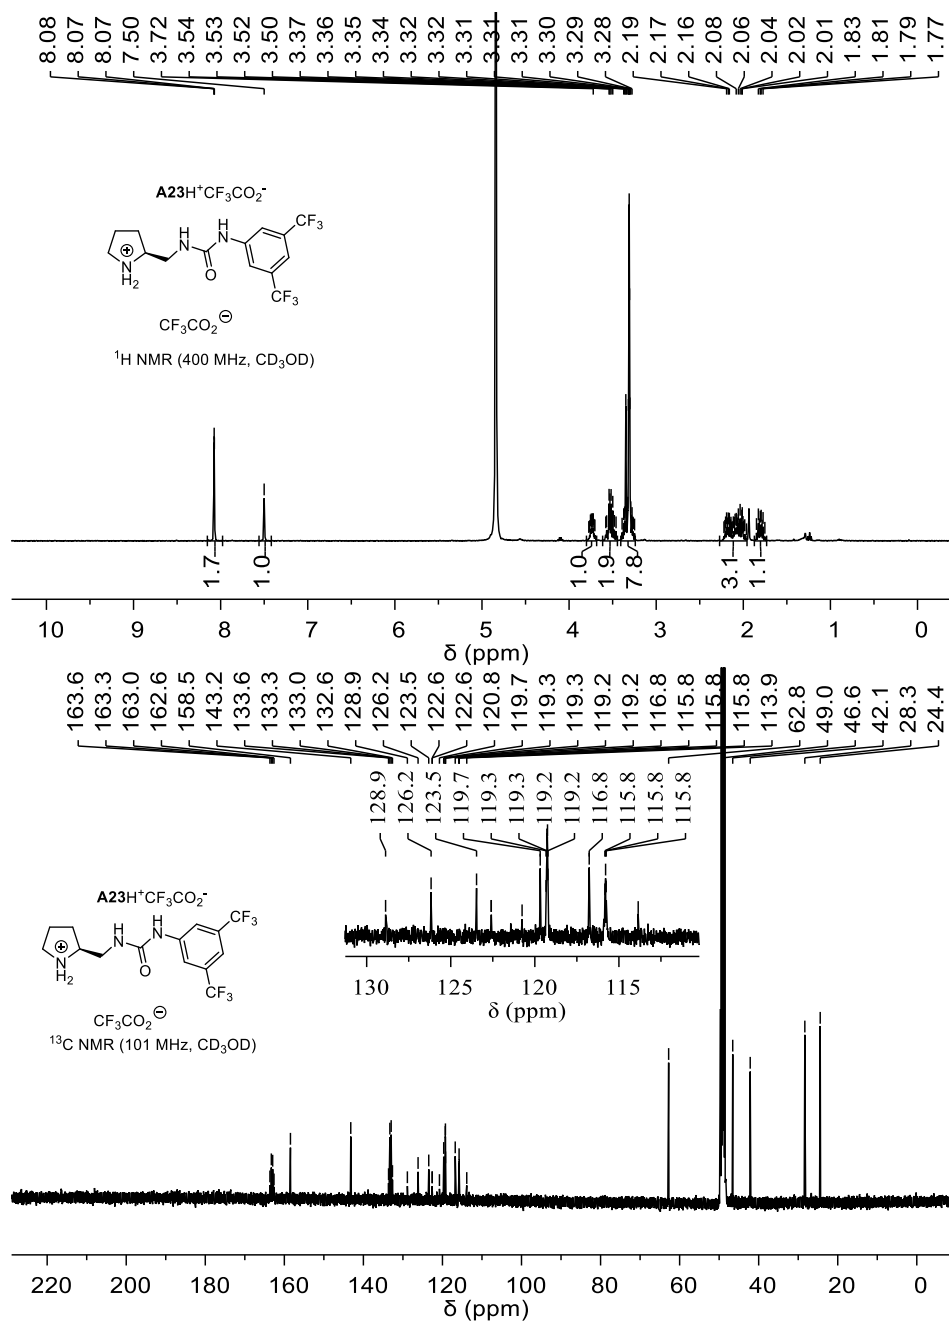 8.08 8.07 8.07 7.50 3.72 3.54 3.53 3.52 3.50 3.37 3.36 3.35 3.34 3.32 3.32 3.31 3.31 3.31 3.30 3.29 3.28 2.19 2.17 2.16 2.08 2.06 2.04 2.02 2.01 1.83 1.81 1.79 1.77
A23H⁺CF₃CO₂⁻
H H CF₃
N N
⊕
N
H₂ O
CF₃
CF₃CO₂⊖
¹H NMR (400 MHz, CD₃OD)
1.7 1.0 1.0 1.9 7.8 3.1 1.1
10 9 8 7 6 5 4 3 2 1 0
δ (ppm)
163.6 163.3 163.0 162.6 158.5 143.2 133.6 133.3 133.0 132.6 128.9 126.2 123.5 122.6 122.6 120.8 119.7 119.3 119.3 119.2 119.2 116.8 115.8 115.8 115.8 113.9 62.8 49.0 46.6 42.1 28.3 24.4
128.9 126.2 123.5 119.7 119.3 119.3 119.2 119.2 116.8 115.8 115.8 115.8
A23H⁺CF₃CO₂⁻
H H CF₃
N N
⊕
N
H₂ O
CF₃
CF₃CO₂⊖
¹³C NMR (101 MHz, CD₃OD)
130 125 120 115
δ (ppm)
220 200 180 160 140 120 100 80 60 40 20 0
δ (ppm)